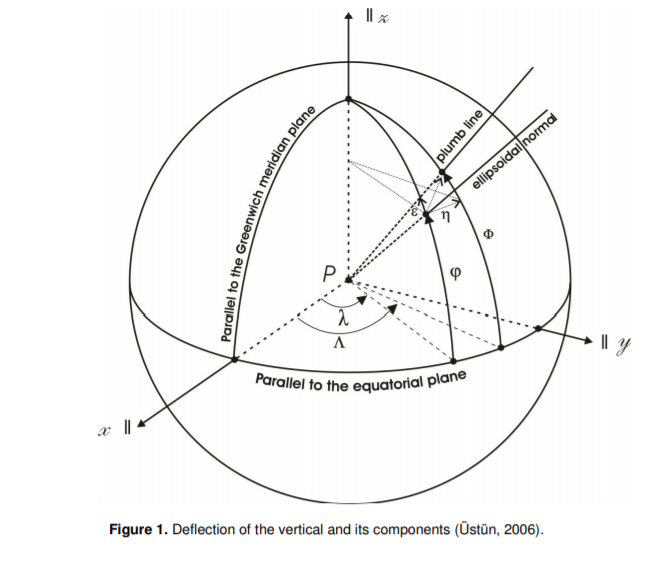 || z
plumb line
ellipsoidal normal
Parallel to the Greenwich meridian plane
ε
η
Φ
φ
P
λ
Λ
|| y
Parallel to the equatorial plane
x ||
Figure 1. Deflection of the vertical and its components (Üstün, 2006).